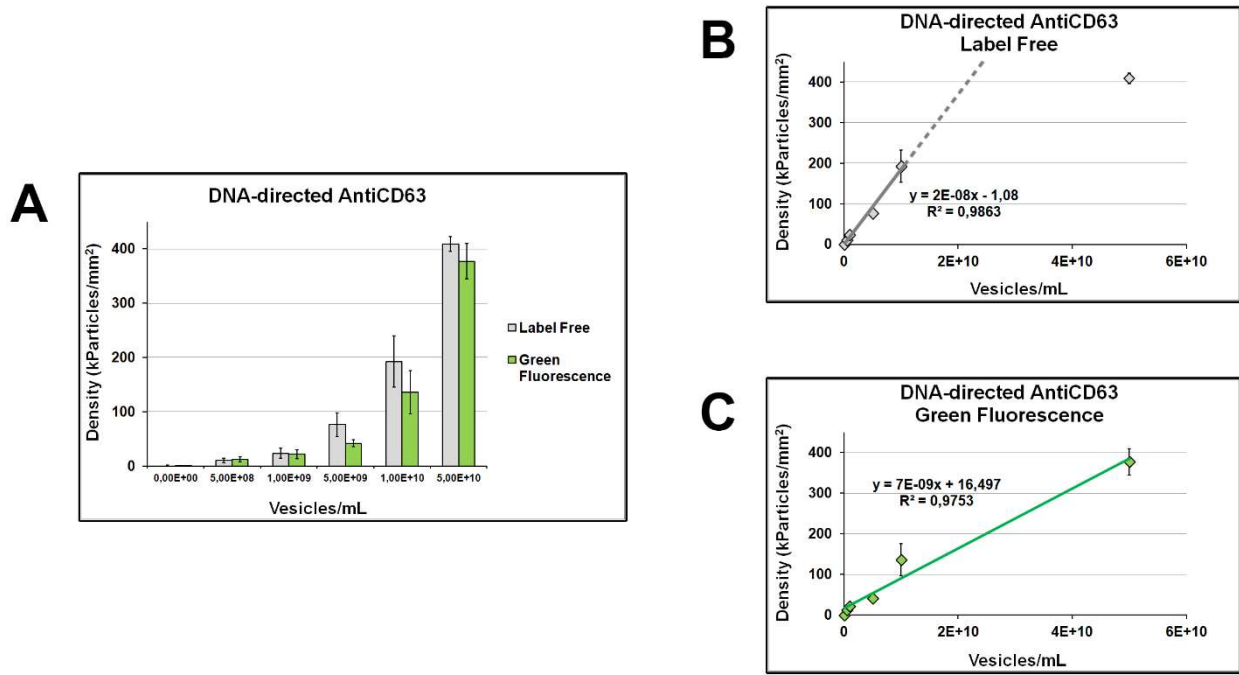 A
DNA-directed AntiCD63
Density (kParticles/mm²)
400
300
200
100
0
0,00E+00 5,00E+08 1,00E+09 5,00E+09 1,00E+10 5,00E+10
Vesicles/mL
Label Free
Green
Fluorescence
B
DNA-directed AntiCD63
Label Free
Density (kParticles/mm²)
400
300
200
100
0
y = 2E-08x - 1,08
R² = 0,9863
0 2E+10 4E+10 6E+10
Vesicles/mL
C
DNA-directed AntiCD63
Green Fluorescence
Density (kParticles/mm²)
400
300
200
100
0
y = 7E-09x + 16,497
R² = 0,9753
0 2E+10 4E+10 6E+10
Vesicles/mL